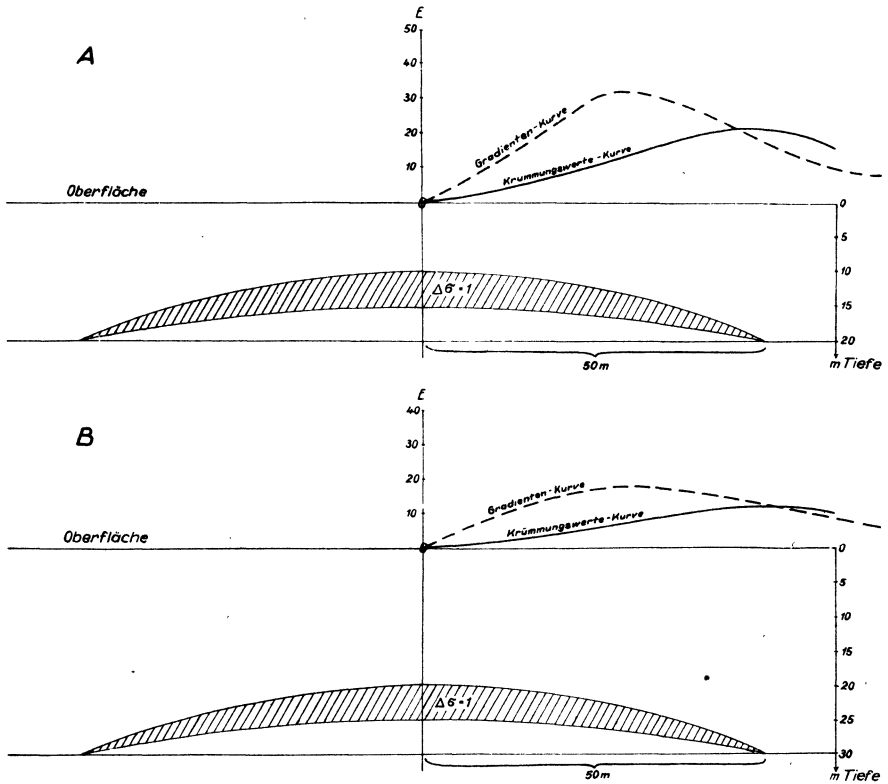 A
E
50
40
30
20
10
Gradienten-Kurve
Krümmungswerte-Kurve
Oberfläche
0
0
5
10
Δσ=1
15
20
50 m
m Tiefe
B
E
40
30
20
10
Gradienten-Kurve
Krümmungswerte-Kurve
Oberfläche
0
0
5
10
15
20
Δσ=1
25
30
50 m
m Tiefe